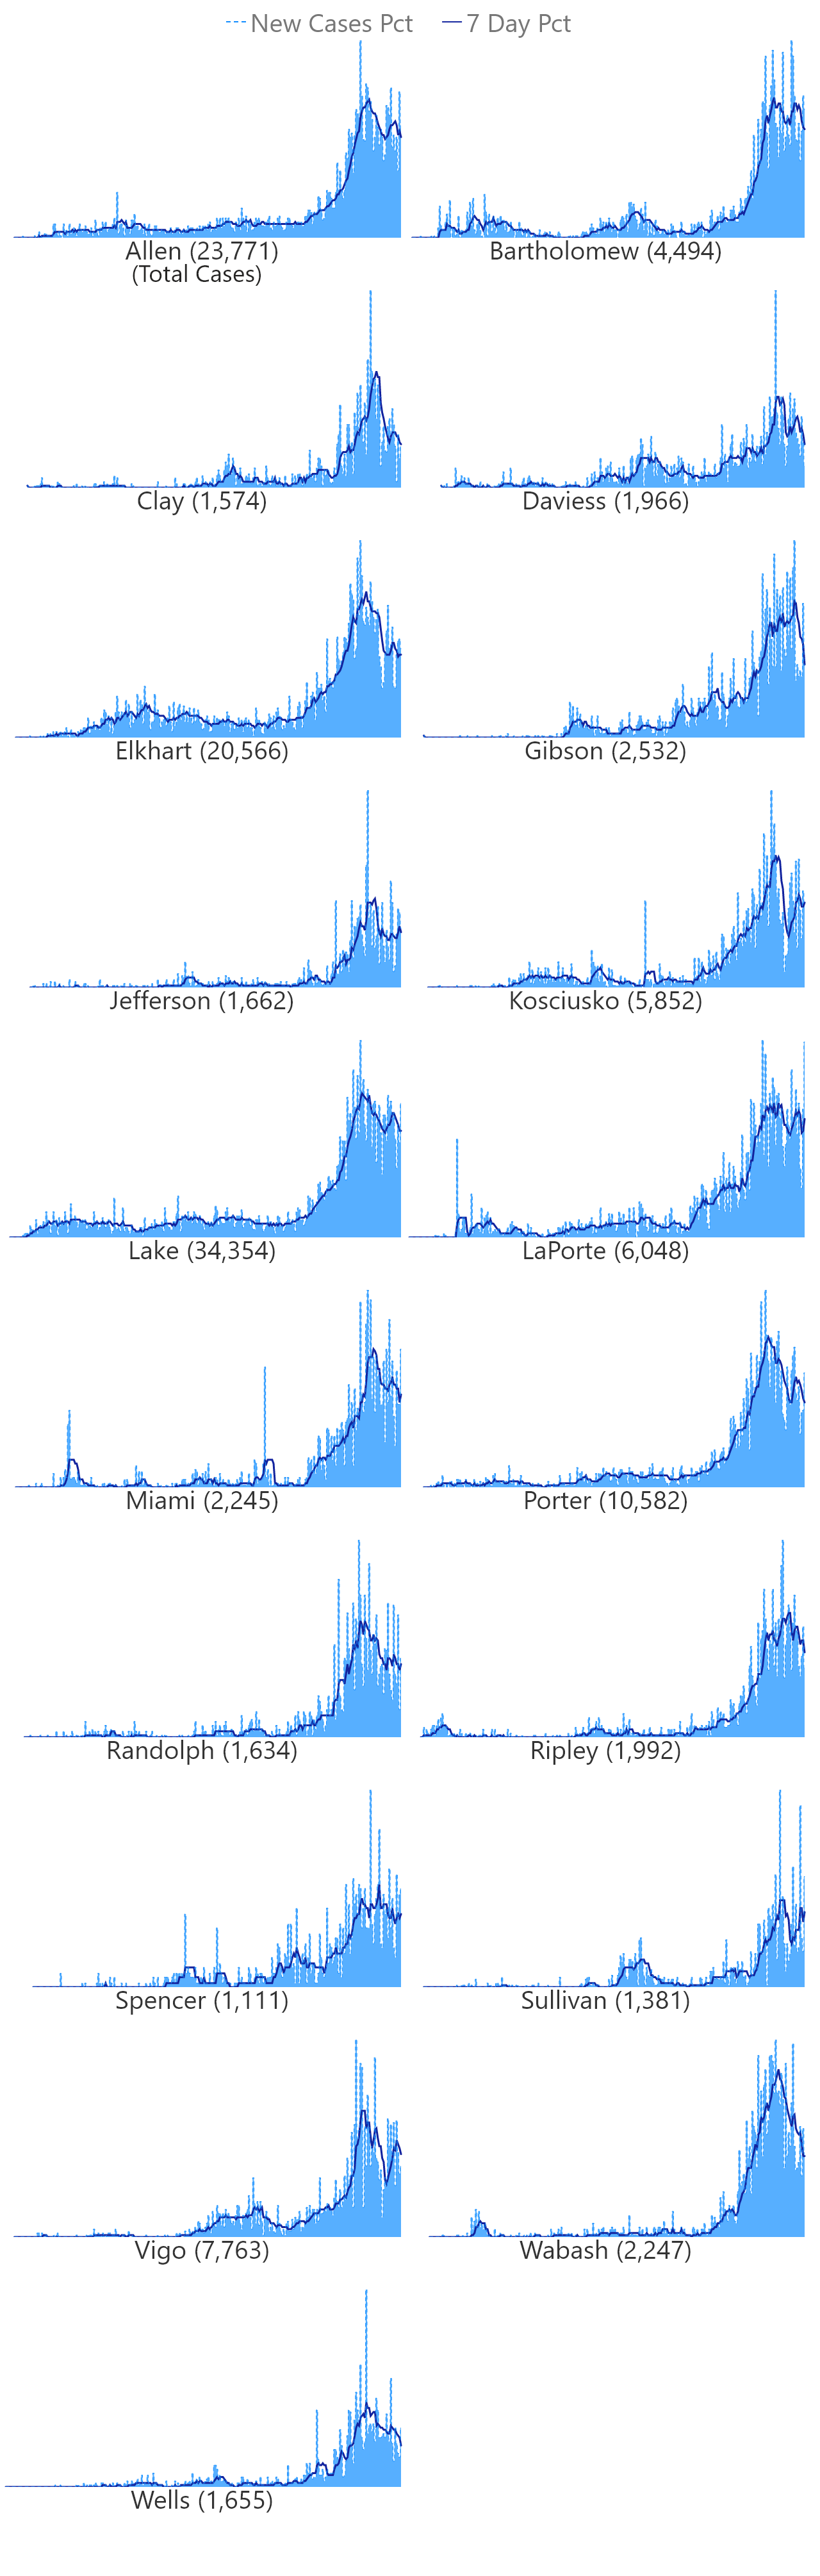 New Cases Pct 7 Day Pct
Allen (23,771)
(Total Cases)
Bartholomew (4,494)
Clay (1,574)
Daviess (1,966)
Elkhart (20,566)
Gibson (2,532)
Jefferson (1,662)
Kosciusko (5,852)
Lake (34,354)
LaPorte (6,048)
Miami (2,245)
Porter (10,582)
Randolph (1,634)
Ripley (1,992)
Spencer (1,111)
Sullivan (1,381)
Vigo (7,763)
Wabash (2,247)
Wells (1,655)